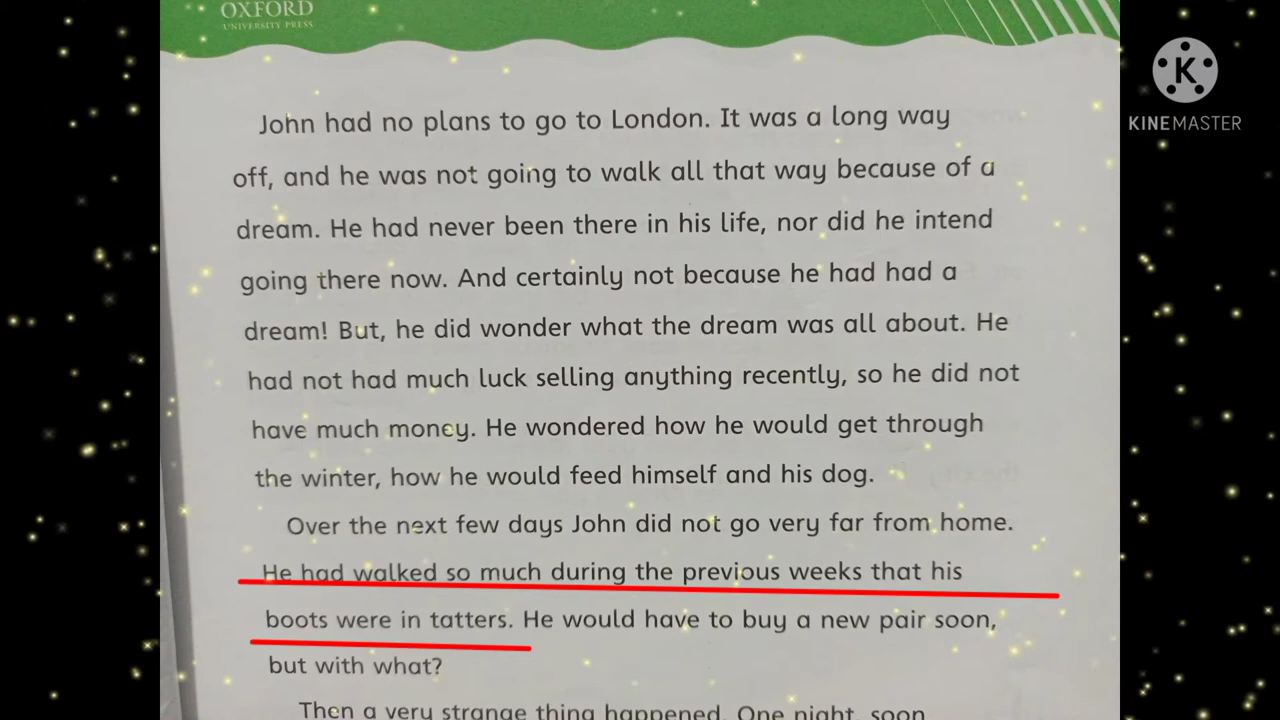 OXFORD
UNIVERSITY PRESS
KINEMASTER
John had no plans to go to London. It was a long way
off, and he was not going to walk all that way because of a
dream. He had never been there in his life, nor did he intend
going there now. And certainly not because he had had a
dream! But, he did wonder what the dream was all about. He
had not had much luck selling anything recently, so he did not
have much money. He wondered how he would get through
the winter, how he would feed himself and his dog.
Over the next few days John did not go very far from home.
He had walked so much during the previous weeks that his
boots were in tatters. He would have to buy a new pair soon,
but with what?
Then a very strange thing happened. One night, soon